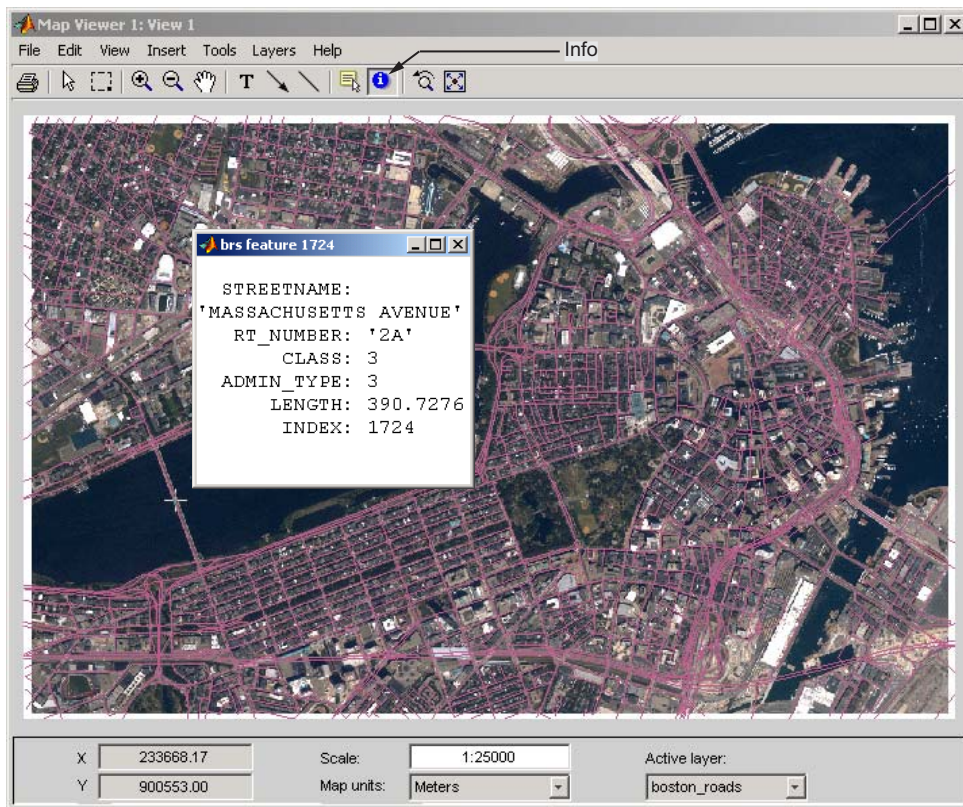 Map Viewer 1: View 1
File Edit View Insert Tools Layers Help
Info
T
i
brs feature 1724
STREETNAME:
'MASSACHUSETTS AVENUE'
RT_NUMBER: '2A'
CLASS: 3
ADMIN_TYPE: 3
LENGTH: 390.7276
INDEX: 1724
X 233668.17 Scale: 1:25000 Active layer:
Y 900553.00 Map units: Meters boston_roads